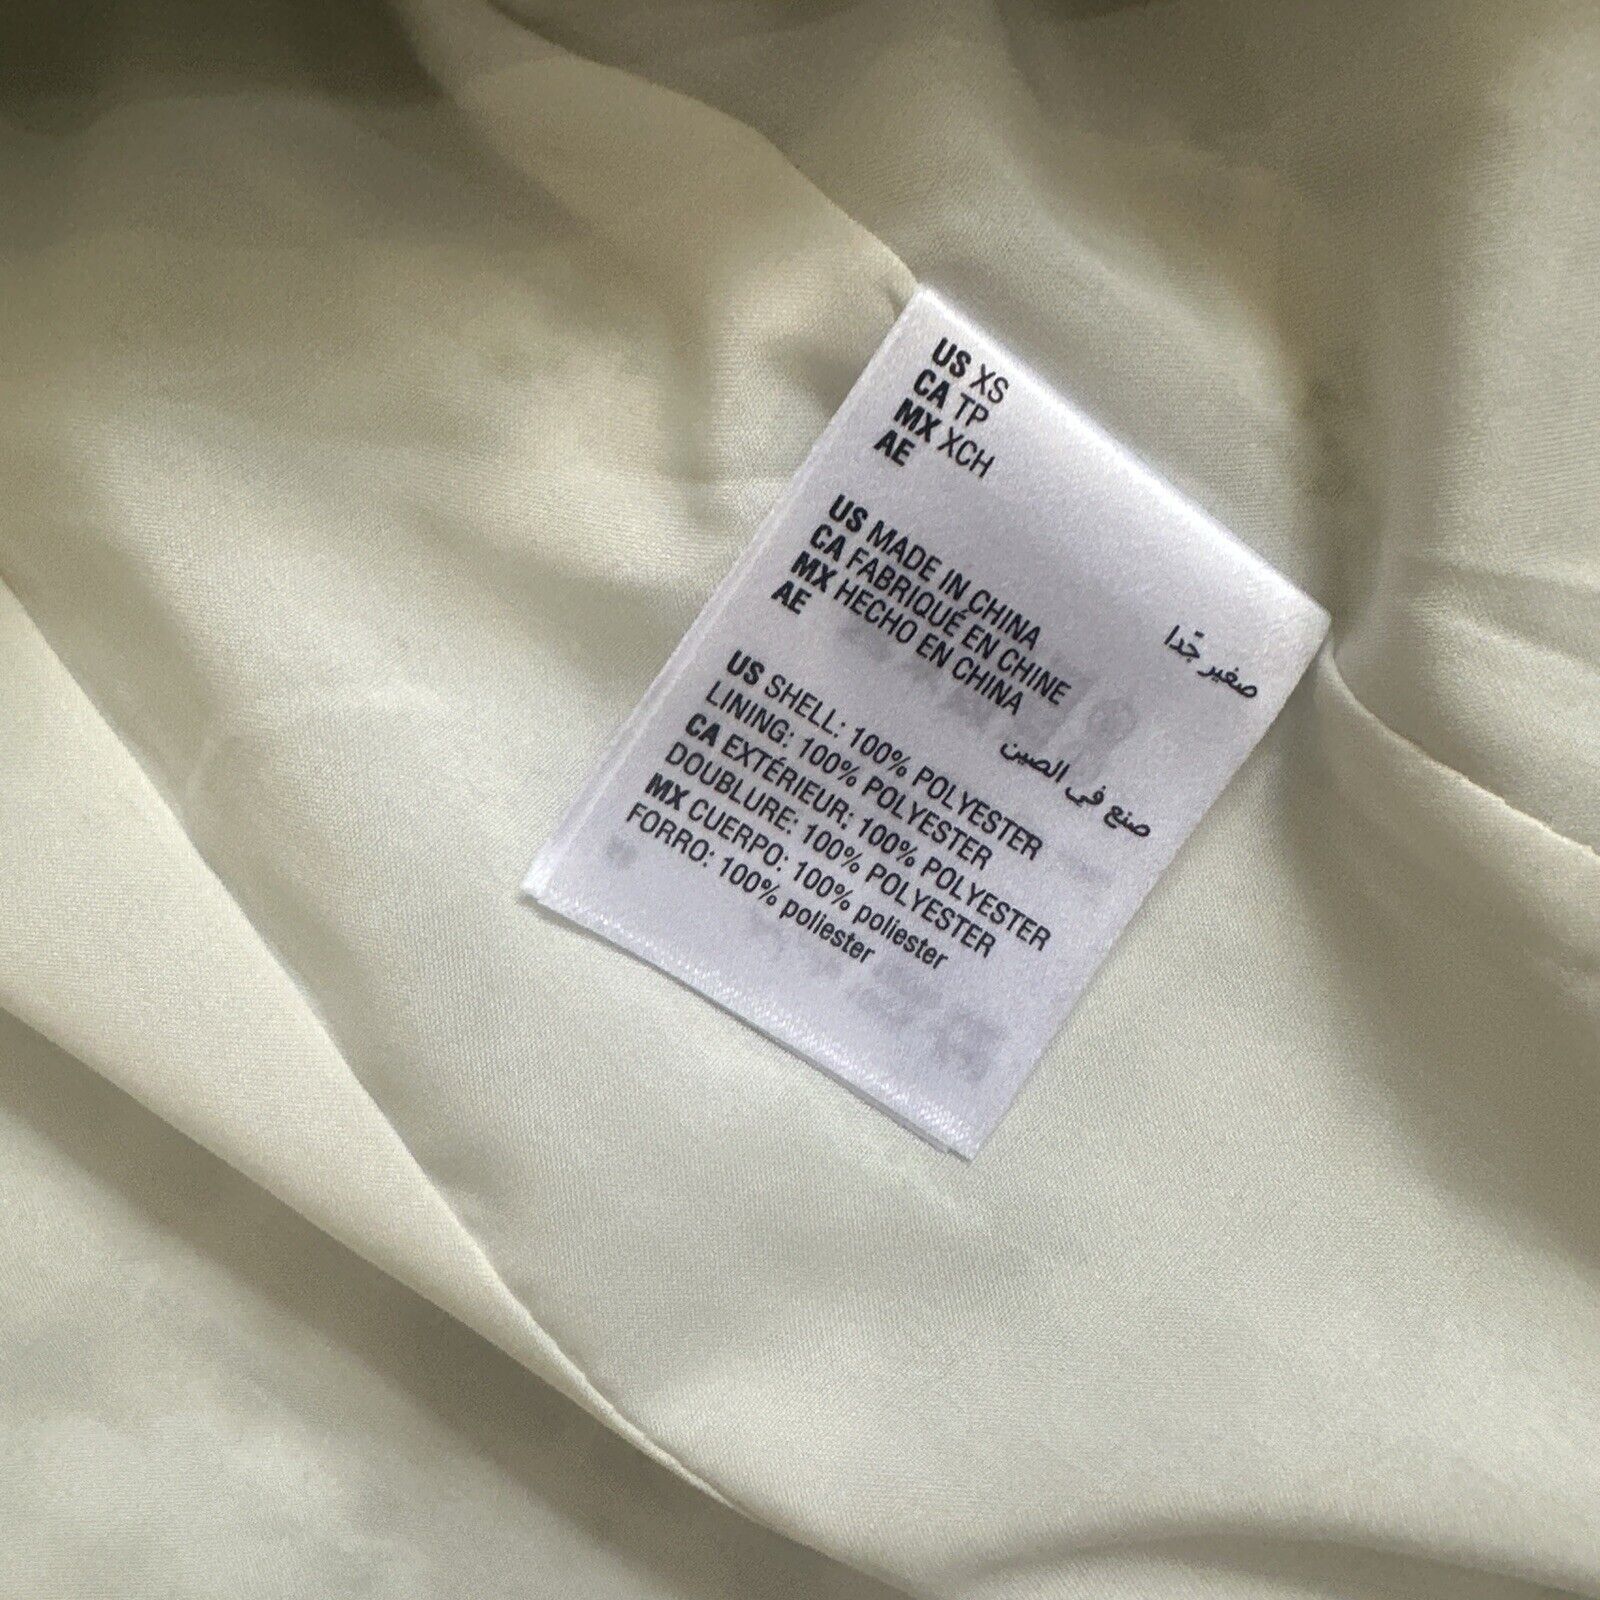 US XS
CA TP
MX XCH
AE صغير جّدا
US MADE IN CHINA
CA FABRIQUÉ EN CHINE
MX HECHO EN CHINA
AE صنع في الصين
US SHELL: 100% POLYESTER
LINING: 100% POLYESTER
CA EXTÉRIEUR: 100% POLYESTER
DOUBLURE: 100% POLYESTER
MX CUERPO: 100% poliester
FORRO: 100% poliester